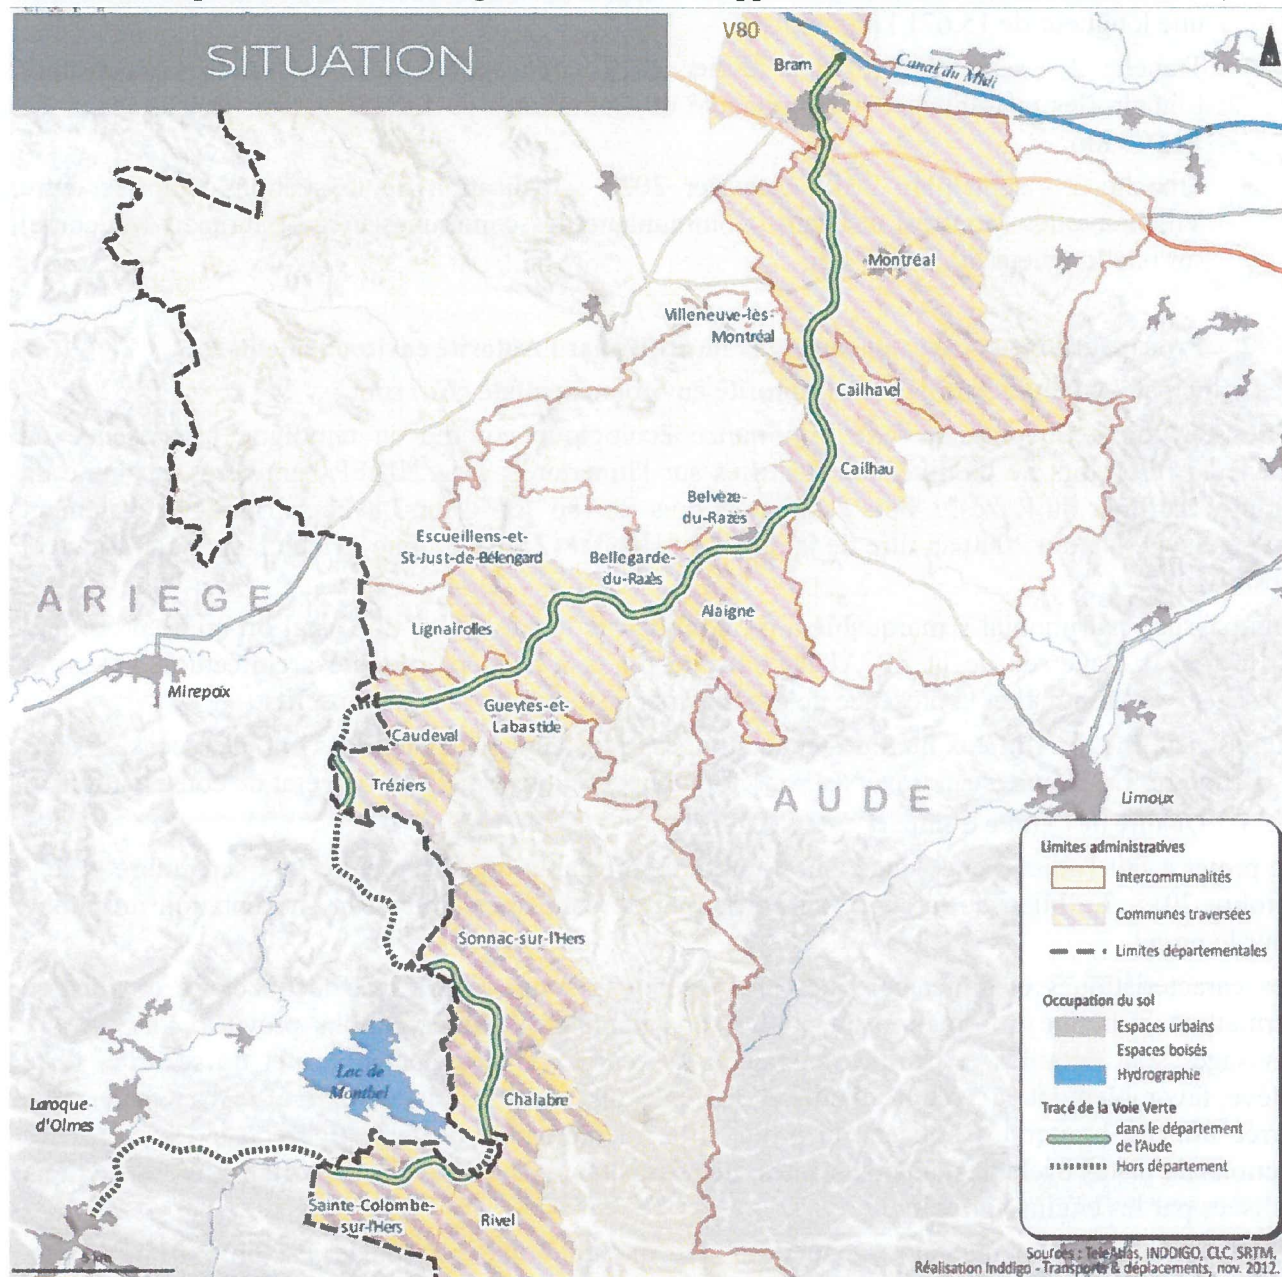 SITUATION
V80
Bram
Canal du Midi
Montréal
Villeneuve-lès-
Montréal
Cailhavel
Cailhau
Belvèze-
du-Razès
Escueillens-et-
St-Just-de-Bélengard
Bellegarde-
du-Razès
ARIEGE
Lignairolles
Alaigne
Mirepoix
Gueytes-et-
Labastide
Caudeval
Tréziers
AUDE
Limoux
Sonnac-sur-l'Hers
Lac de
Montbel
Chalabre
Laroque-
d'Olmes
Sainte-Colombe-
sur-l'Hers
Rivel
Limites administratives
Intercommunalités
Communes traversées
Limites départementales
Occupation du sol
Espaces urbains
Espaces boisés
Hydrographie
Tracé de la Voie Verte
dans le département
de l'Aude
Hors département
Sources : TeleAtlas, INDDIGO, CLC, SRTM,
Réalisation Inddigo - Transports & déplacements, nov. 2012.